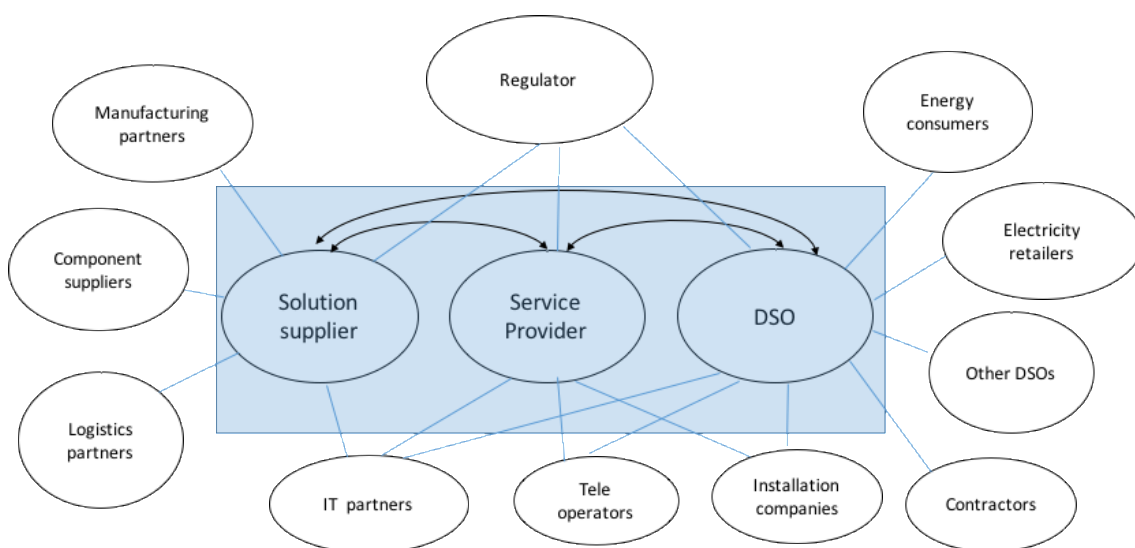 Regulator
Manufacturing
partners
Energy
consumers
Component
suppliers
Electricity
retailers
Solution
supplier
Service
Provider
DSO
Other DSOs
Logistics
partners
IT partners
Tele
operators
Installation
companies
Contractors